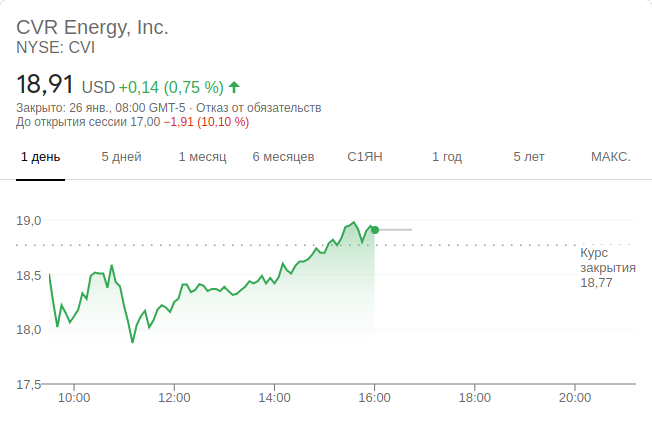 CVR Energy, Inc.
NYSE: CVI
18,91 USD +0,14 (0,75 %)
Закрыто: 26 янв., 08:00 GMT-5 · Отказ от обязательств
До открытия сессии 17,00 −1,91 (10,10 %)
1 день 5 дней 1 месяц 6 месяцев С1ЯН 1 год 5 лет МАКС.
19,0
Курс
закрытия
18,77
18,5
18,0
17,5
10:00 12:00 14:00 16:00 18:00 20:00